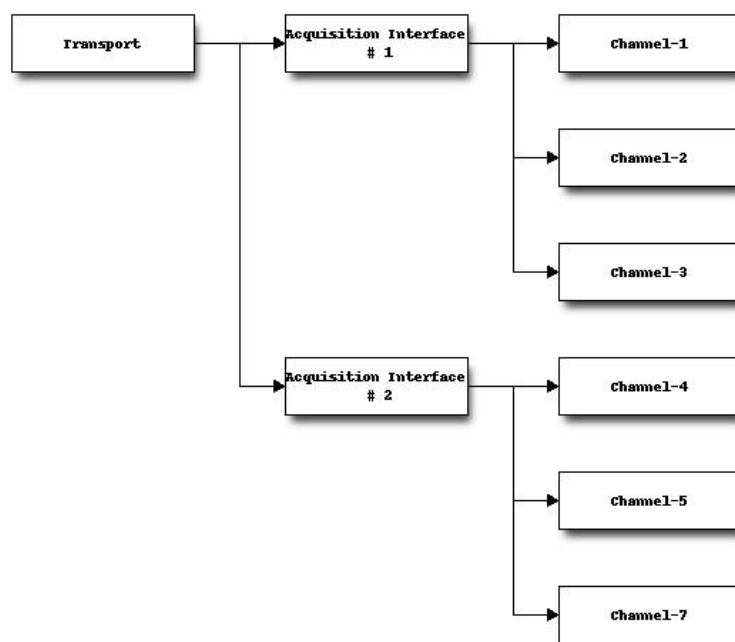 Transport
Acquisition Interface
# 1
Channel-1
Channel-2
Channel-3
Acquisition Interface
# 2
Channel-4
Channel-5
Channel-7